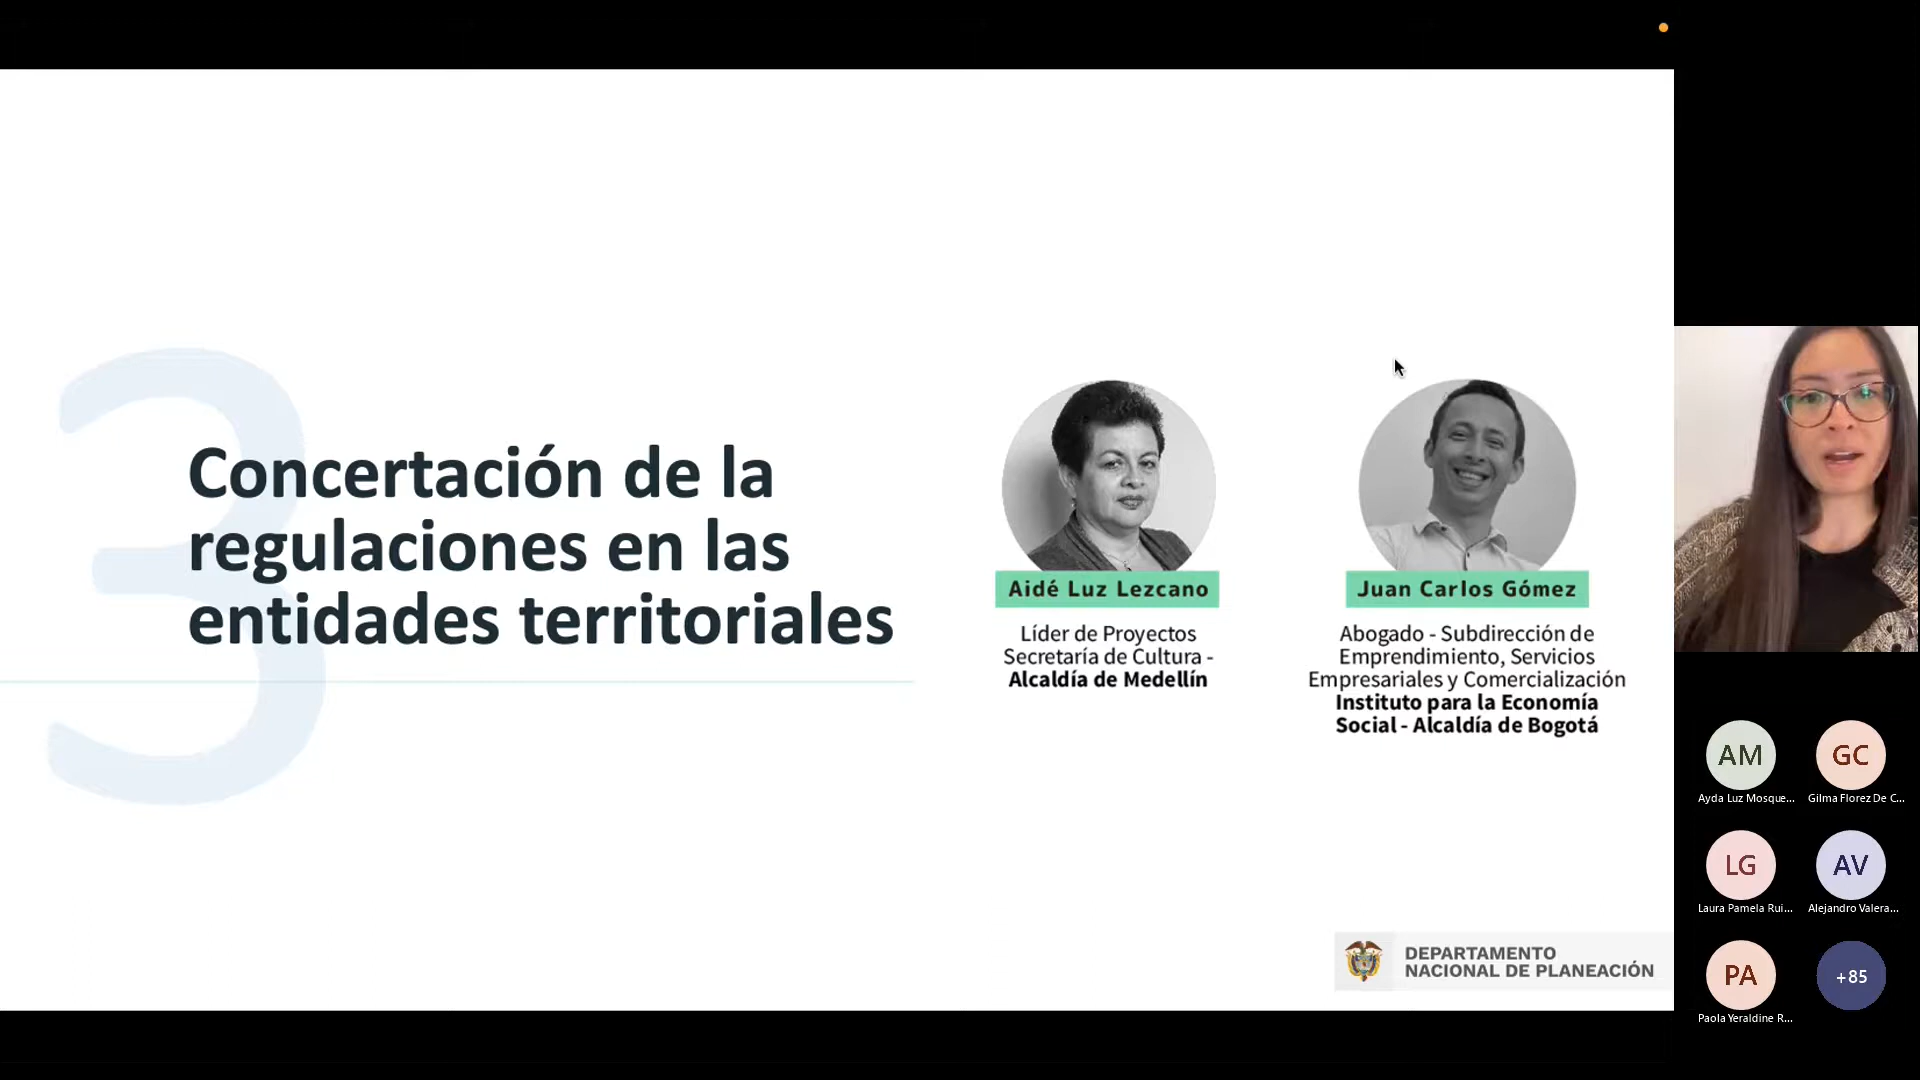 3
Concertación de la
regulaciones en las
entidades territoriales
Aidé Luz Lezcano
Líder de Proyectos
Secretaría de Cultura -
Alcaldía de Medellín
Juan Carlos Gómez
Abogado - Subdirección de
Emprendimiento, Servicios
Empresariales y Comercialización
Instituto para la Economía
Social - Alcaldía de Bogotá
DEPARTAMENTO
NACIONAL DE PLANEACIÓN
AM
Ayda Luz Mosque...
GC
Gilma Florez De C...
LG
Laura Pamela Rui...
AV
Alejandro Valera...
PA
Paola Yeraldine R...
+85